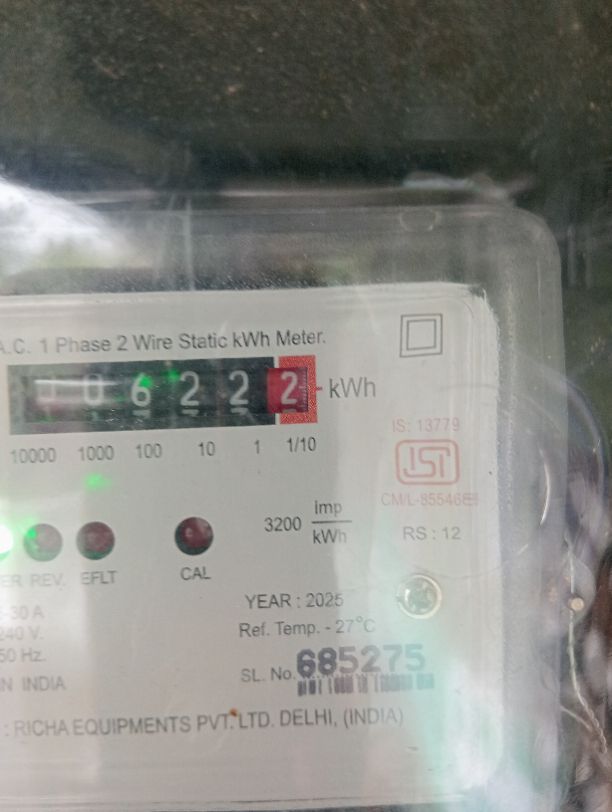 A.C. 1 Phase 2 Wire Static kWh Meter.
0 0 6 2 2 2 kWh
10000 1000 100 10 1 1/10
IS: 13779
ISI
CM/L-85546
3200 imp
kWh
RS : 12
REV. EFLT CAL
-30 A
240 V.
50 Hz.
IN INDIA
YEAR : 2025
Ref. Temp. - 27°C
SL. No. 685275
: RICHA EQUIPMENTS PVT. LTD. DELHI, (INDIA)